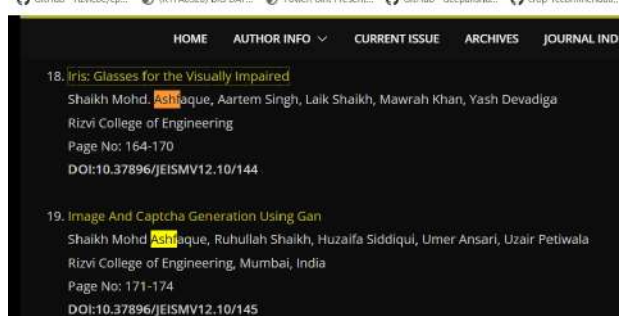 HOME AUTHOR INFO CURRENT ISSUE ARCHIVES JOURNAL IND
18. Iris: Glasses for the Visually Impaired
Shaikh Mohd. Ashfaque, Aartem Singh, Laik Shaikh, Mawrah Khan, Yash Devadiga
Rizvi College of Engineering
Page No: 164-170
DOI:10.37896/JEISMV12.10/144
19. Image And Captcha Generation Using Gan
Shaikh Mohd Ashfaque, Ruhullah Shaikh, Huzaifa Siddiqui, Umer Ansari, Uzair Petiwala
Rizvi College of Engineering, Mumbai, India
Page No: 171-174
DOI:10.37896/JEISMV12.10/145